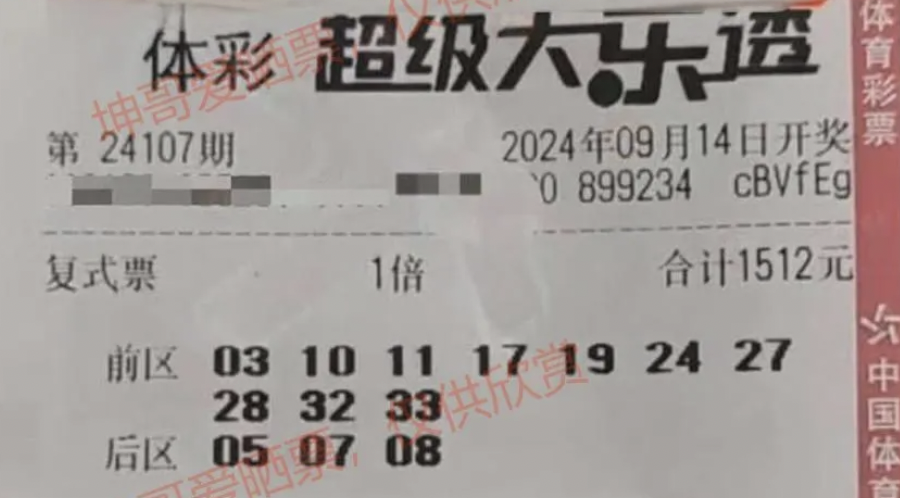 体彩 超级大乐透
第 24107期 2024年09月14日开奖
0 899234 cBVfEg
复式票 1倍 合计1512元
前区 03 10 11 17 19 24 27
28 32 33
后区 05 07 08
坤哥爱晒票，仅供欣赏
坤哥爱晒票，仅供欣赏
体育彩票
中国体育